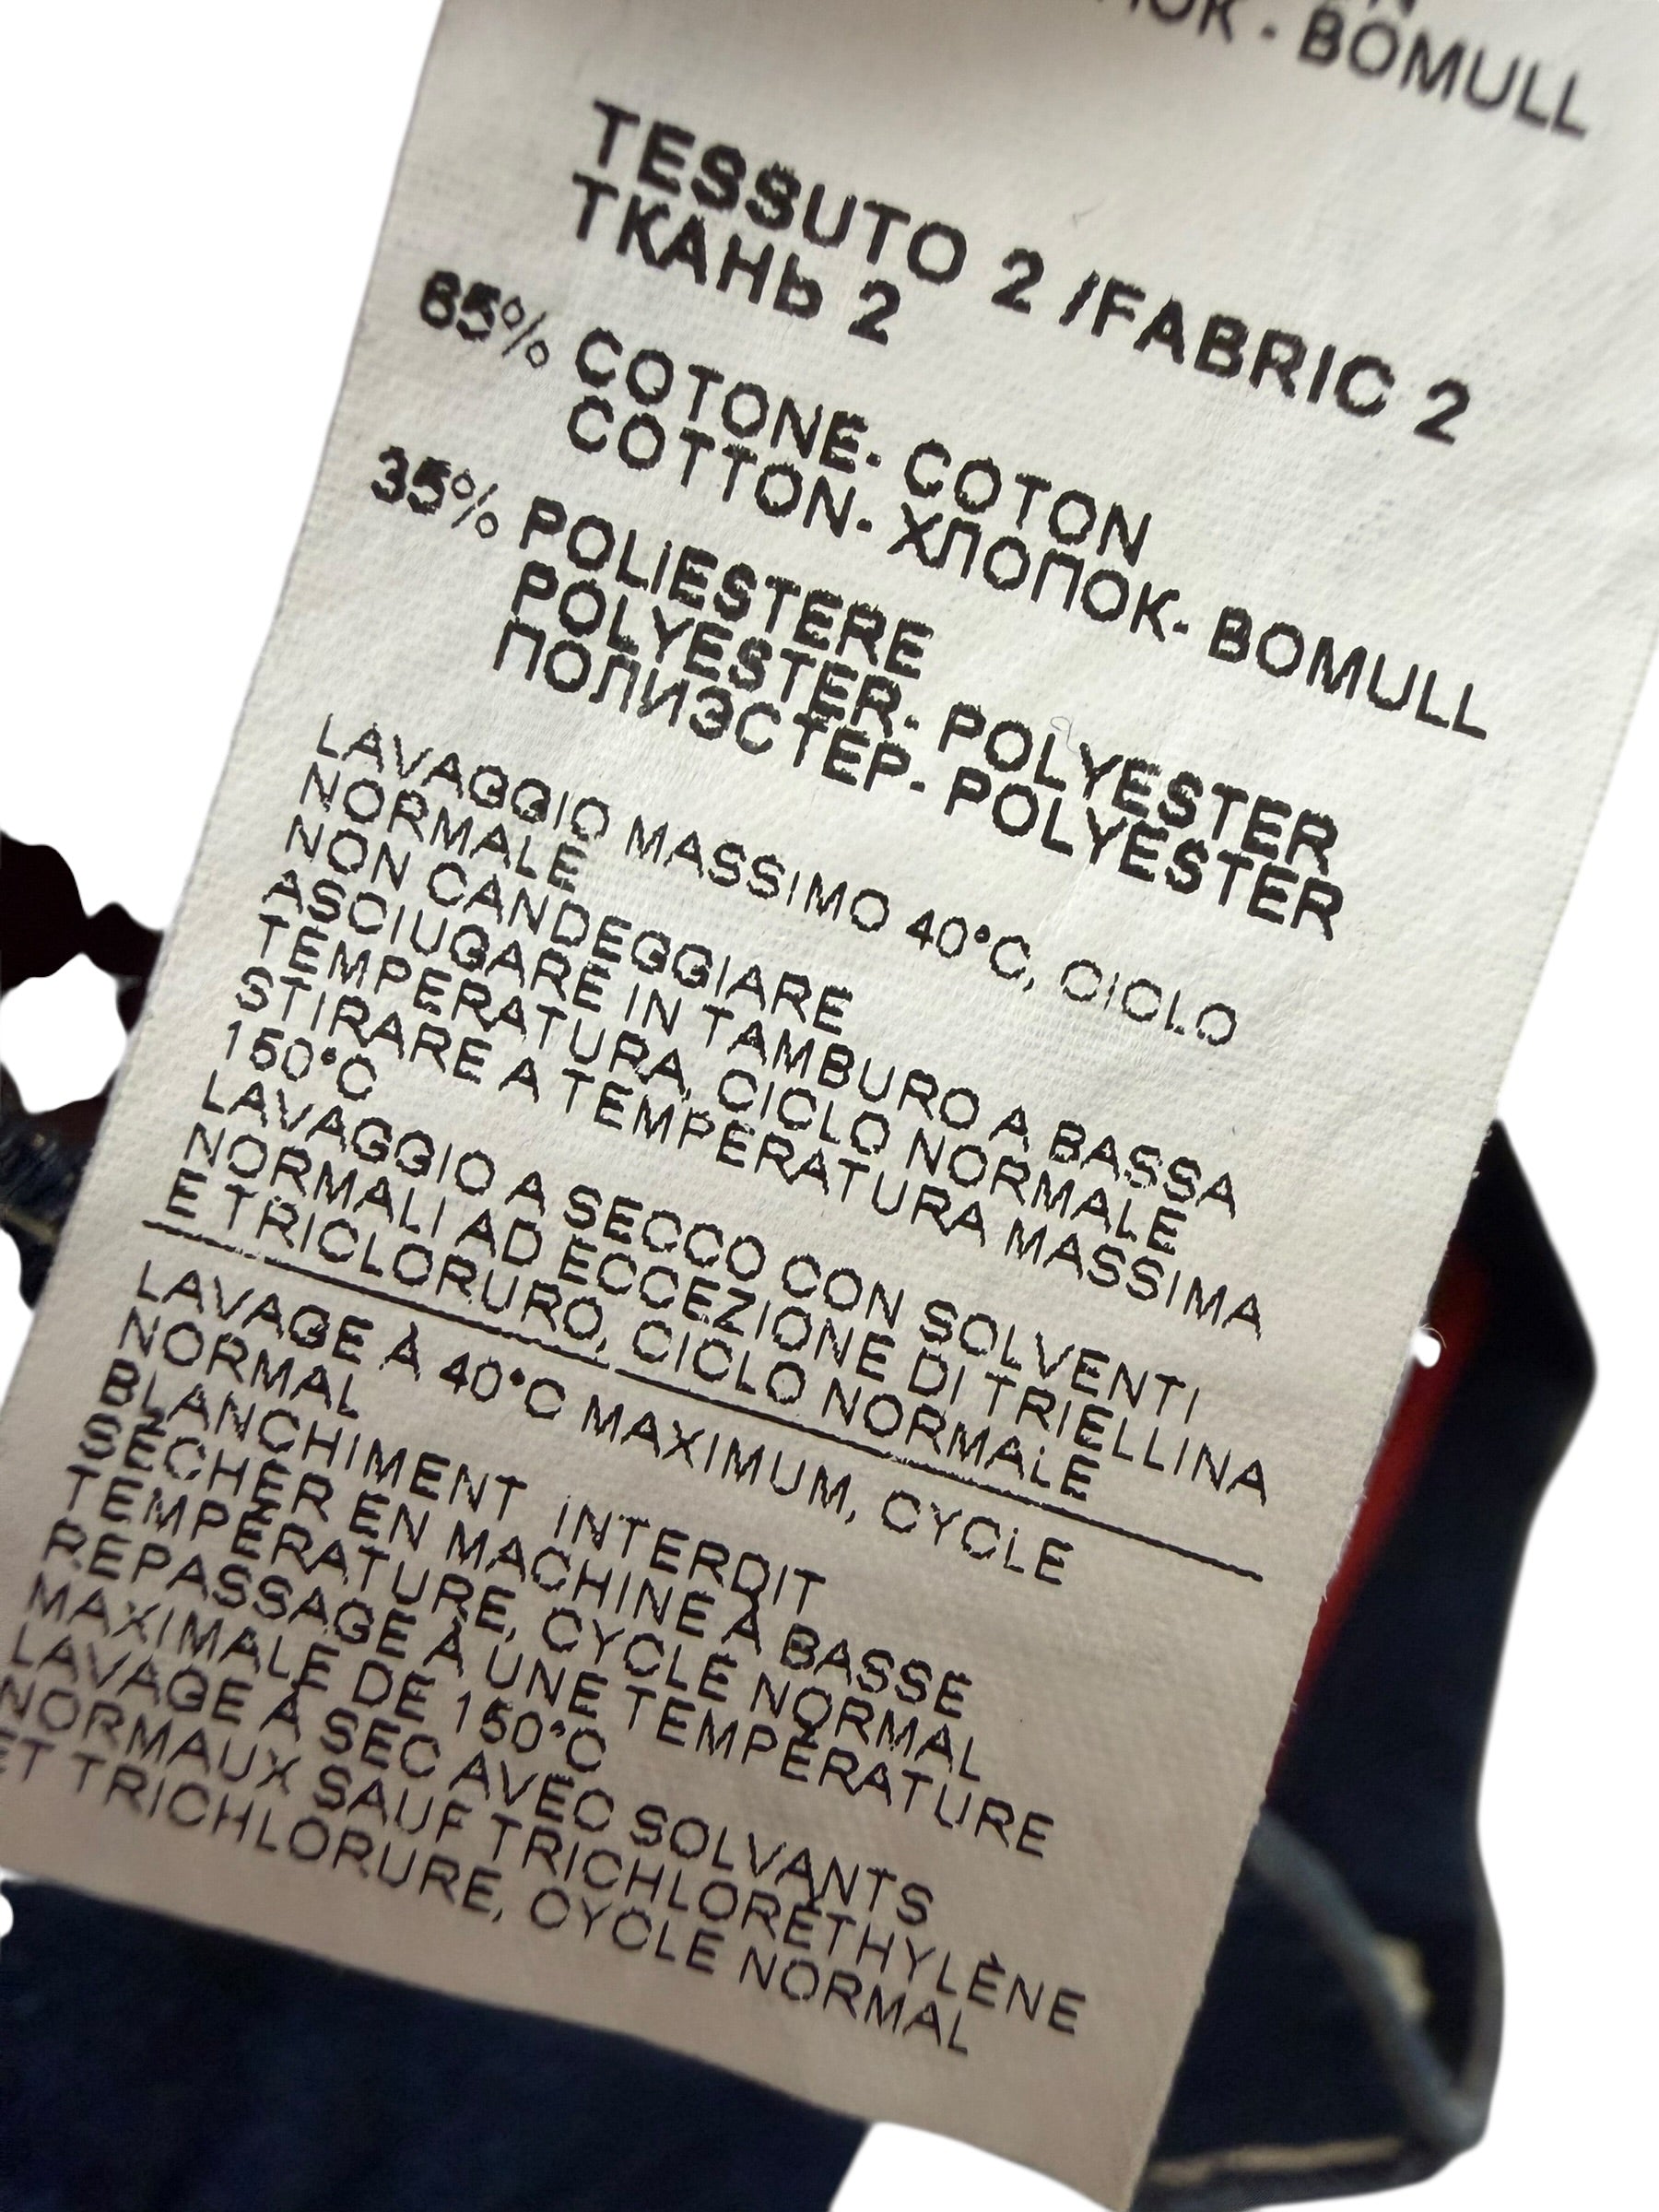 · BOMULL
TESSUTO 2 /FABRIC 2
ТКАНЬ 2
65% COTONE· COTON
COTTON· ХЛОПОК· BOMULL
35% POLIESTERE
POLYESTER· POLYESTER
ПОЛИЭСТЕР· POLYESTER
LAVAGGIO MASSIMO 40°C, CICLO
NORMALE
NON CANDEGGIARE
ASCIUGARE IN TAMBURO A BASSA
TEMPERATURA, CICLO NORMALE
STIRARE A TEMPERATURA MASSIMA
150°C
LAVAGGIO A SECCO CON SOLVENTI
NORMALI AD ECCEZIONE DI TRIELLINA
E TRICLORURO, CICLO NORMALE
LAVAGE À 40°C MAXIMUM, CYCLE
NORMAL
BLANCHIMENT INTERDIT
SÉCHER EN MACHINE À BASSE
TEMPÉRATURE, CYCLE NORMAL
REPASSAGE À UNE TEMPÉRATURE
MAXIMALE DE 150°C
LAVAGE À SEC AVEC SOLVANTS
NORMAUX SAUF TRICHLORÉTHYLÈNE
ET TRICHLORURE, CYCLE NORMAL